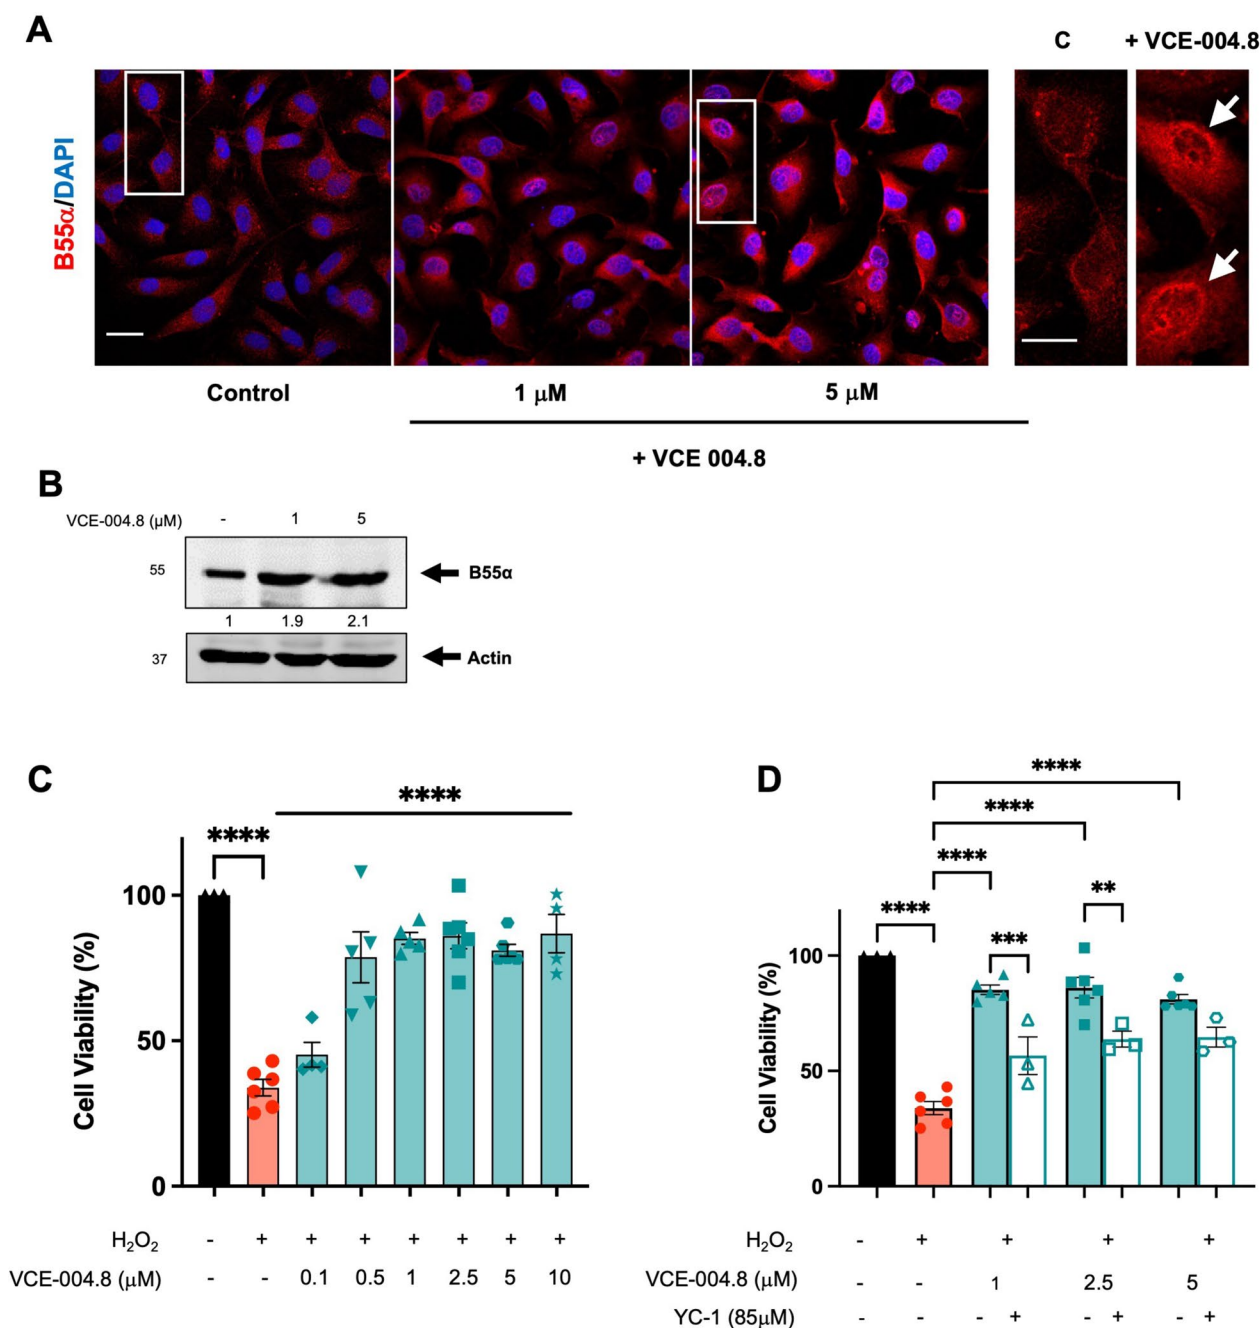 A
C
+ VCE-004.8
B55α/DAPI
Control
1 μM
5 μM
+ VCE 004.8
B
VCE-004.8 (μM)
-
1
5
55
B55α
1
1.9
2.1
37
Actin
C
****
****
100
50
0
Cell Viability (%)
H₂O₂
- + + + + + + +
VCE-004.8 (μM)
- - 0.1 0.5 1 2.5 5 10
D
****
****
****
****
**
***
100
50
0
Cell Viability (%)
H₂O₂
- + + + +
VCE-004.8 (μM)
- - 1 2.5 5
YC-1 (85μM)
- - - + - + - +